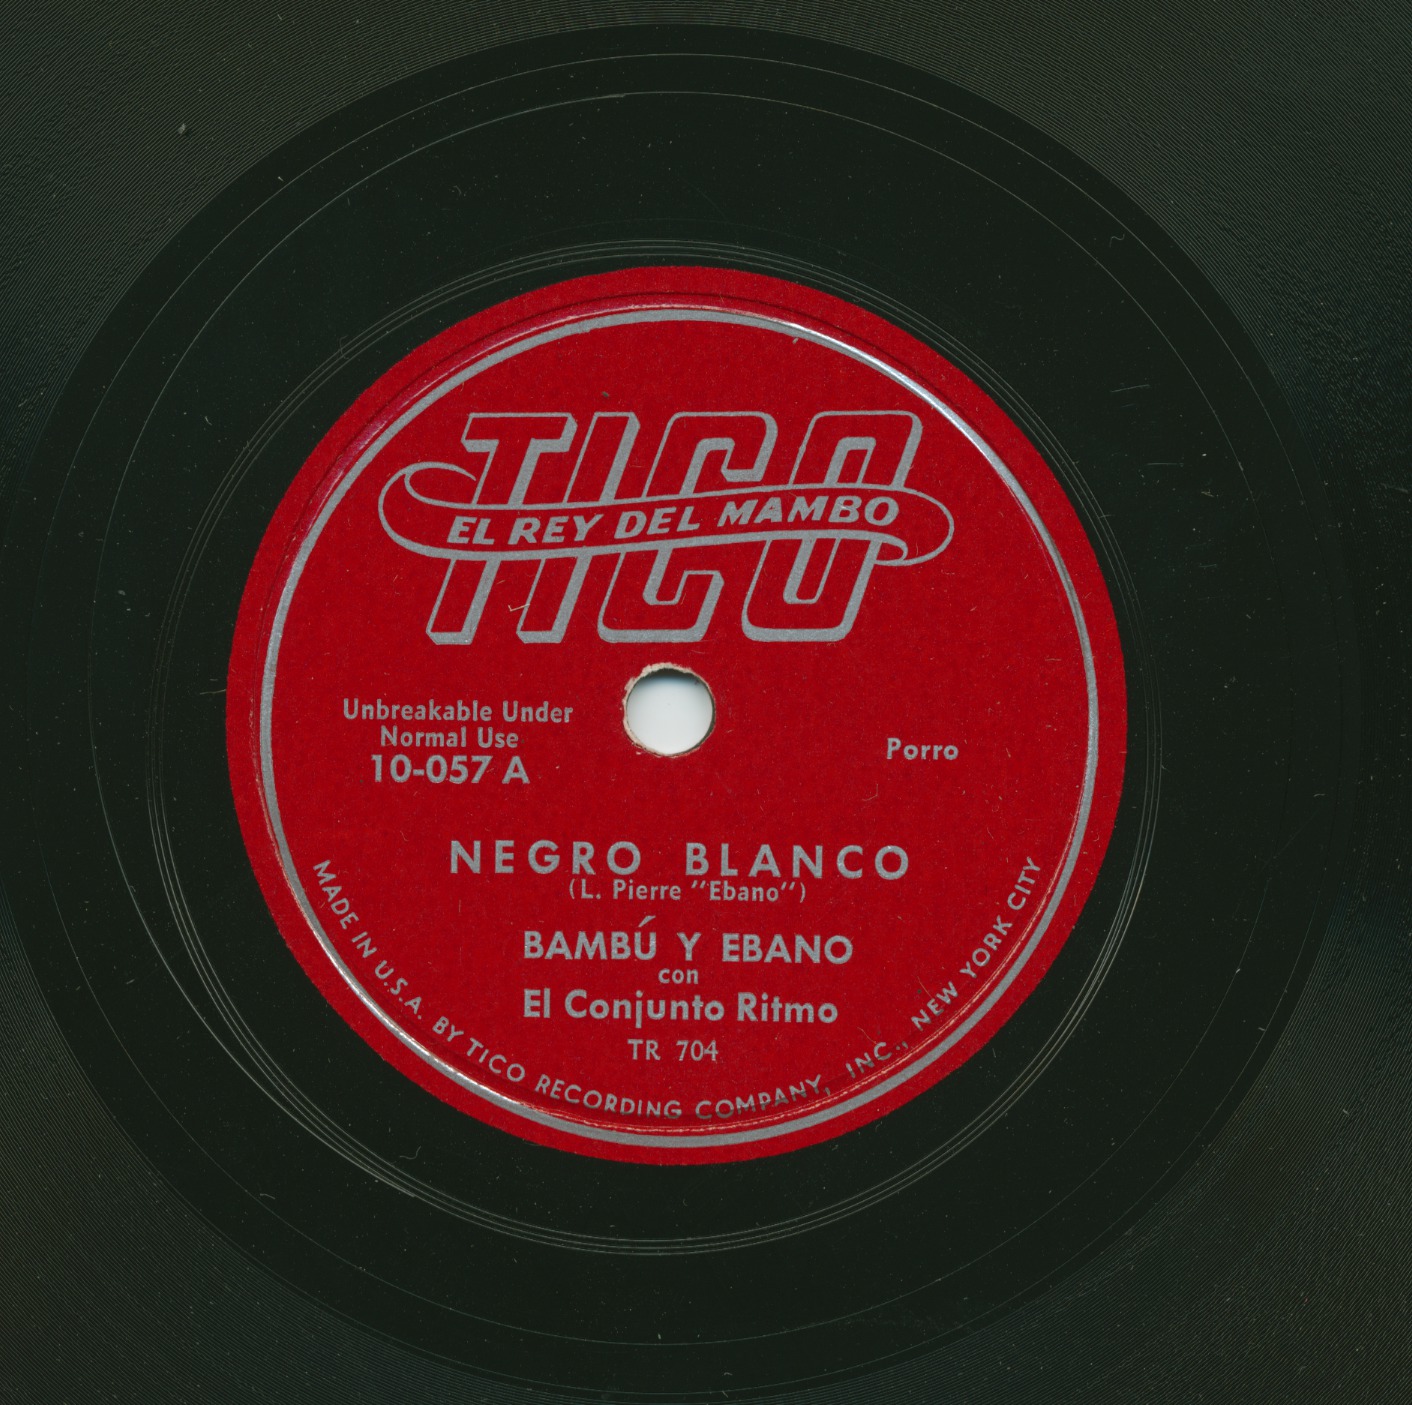 TICO
EL REY DEL MAMBO
Unbreakable Under
Normal Use
10-057 A
Porro
NEGRO BLANCO
(L. Pierre "Ebano")
BAMBÚ Y EBANO
con
El Conjunto Ritmo
TR 704
MADE IN U.S.A. BY TICO RECORDING COMPANY, INC., NEW YORK CITY